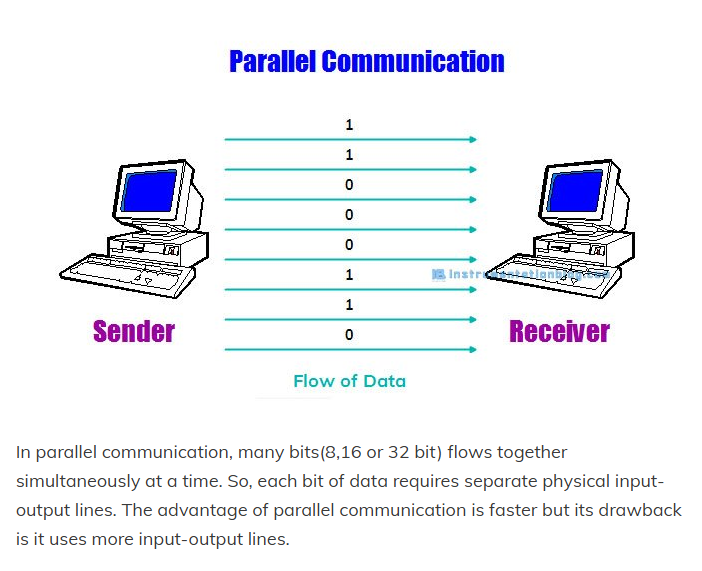 Parallel Communication
1
1
0
0
0
1
1
0
Sender
Receiver
Flow of Data
In parallel communication, many bits(8,16 or 32 bit) flows together
simultaneously at a time. So, each bit of data requires separate physical input-
output lines. The advantage of parallel communication is faster but its drawback
is it uses more input-output lines.